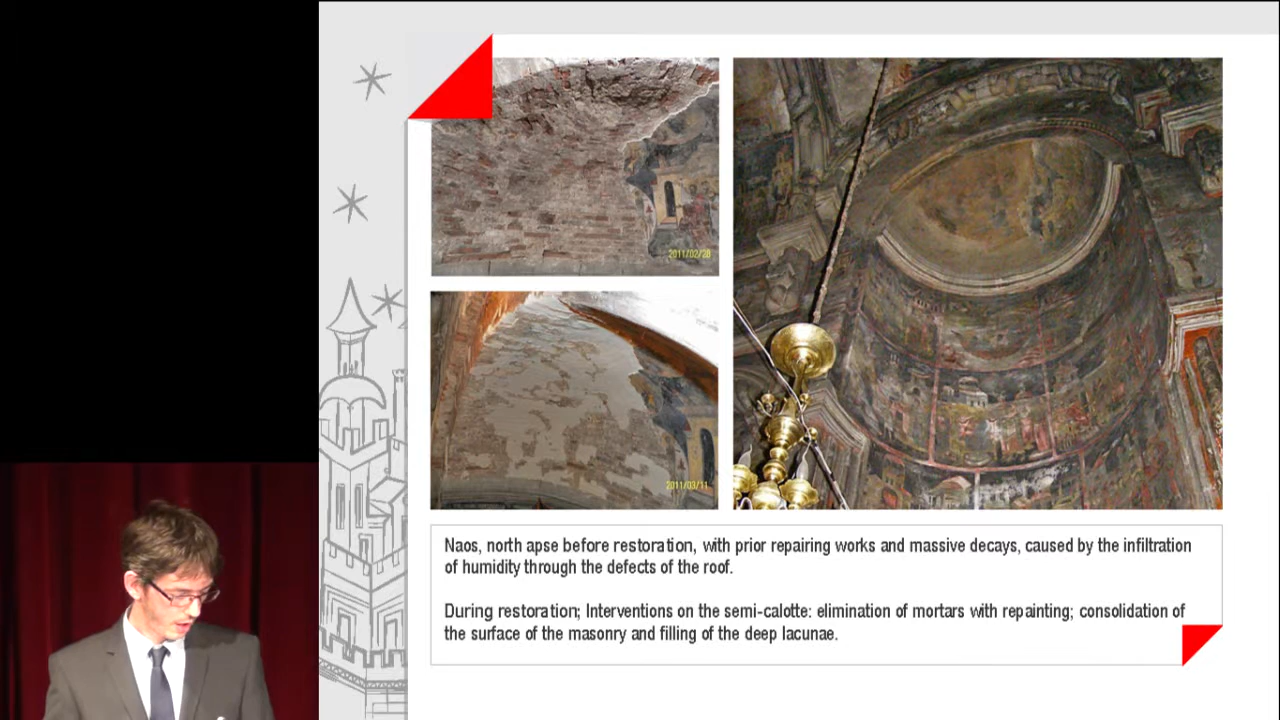 2011/02/28
2011/03/11
Naos, north apse before restoration, with prior repairing works and massive decays, caused by the infiltration
of humidity through the defects of the roof.
During restoration; Interventions on the semi-calotte: elimination of mortars with repainting; consolidation of
the surface of the masonry and filling of the deep lacunae.